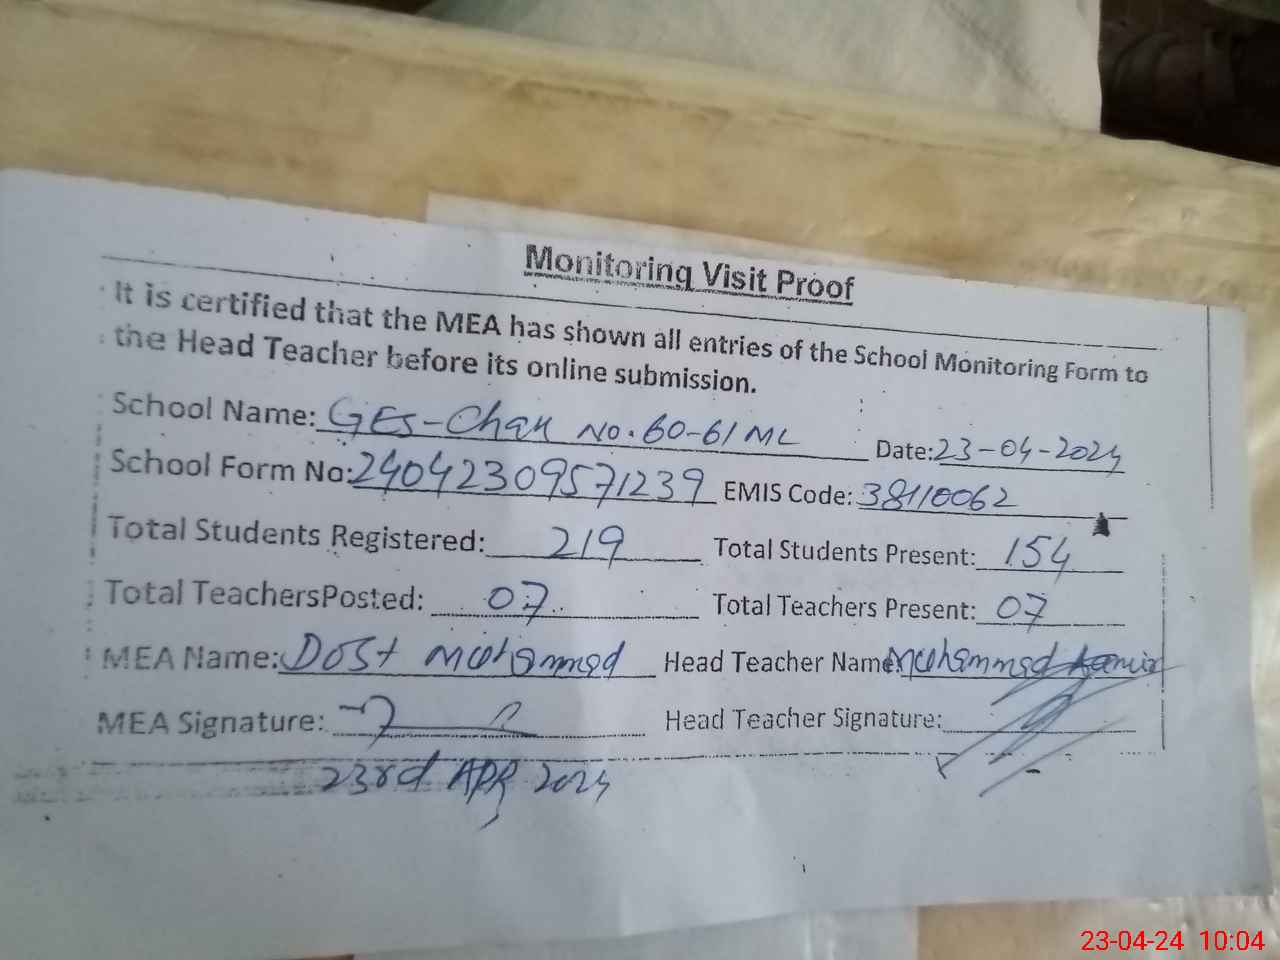 Monitoring Visit Proof
It is certified that the MEA has shown all entries of the School Monitoring Form to
the Head Teacher before its online submission.
School Name: GES-Chak No. 60-61 ML Date: 23-04-2024
School Form No: 24042309571239 EMIS Code: 38110062
Total Students Registered: 219 Total Students Present: 154
Total TeachersPosted: 07 Total Teachers Present: 07
MEA Name: Dost Mohammad Head Teacher Name: Muhammad
MEA Signature: Head Teacher Signature:
23rd APR 2024
23-04-24 10:04